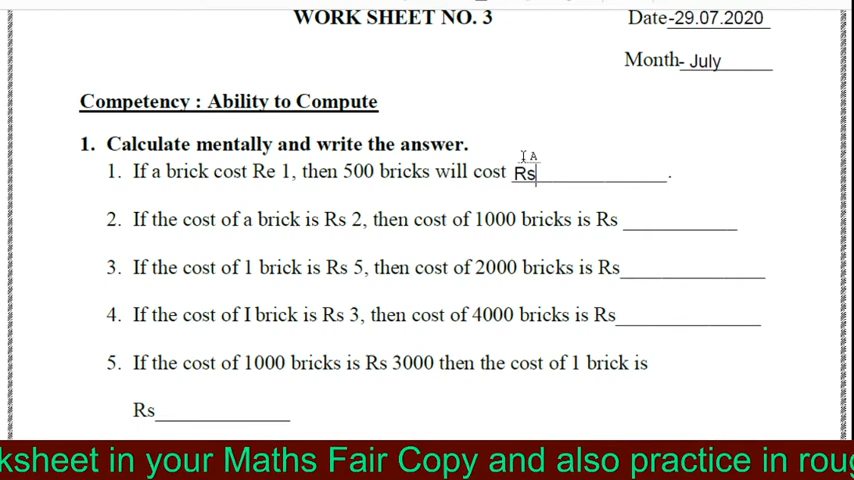 WORK SHEET NO. 3
Date-29.07.2020
Month- July
Competency : Ability to Compute
1. Calculate mentally and write the answer.
1. If a brick cost Re 1, then 500 bricks will cost Rs____________.
2. If the cost of a brick is Rs 2, then cost of 1000 bricks is Rs ____________
3. If the cost of 1 brick is Rs 5, then cost of 2000 bricks is Rs____________
4. If the cost of I brick is Rs 3, then cost of 4000 bricks is Rs____________
5. If the cost of 1000 bricks is Rs 3000 then the cost of 1 brick is
Rs____________
ksheet in your Maths Fair Copy and also practice in roug